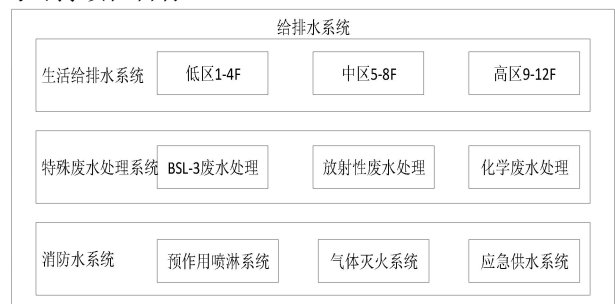 给排水系统
生活给排水系统
低区1-4F
中区5-8F
高区9-12F
特殊废水处理系统
BSL-3废水处理
放射性废水处理
化学废水处理
消防水系统
预作用喷淋系统
气体灭火系统
应急供水系统